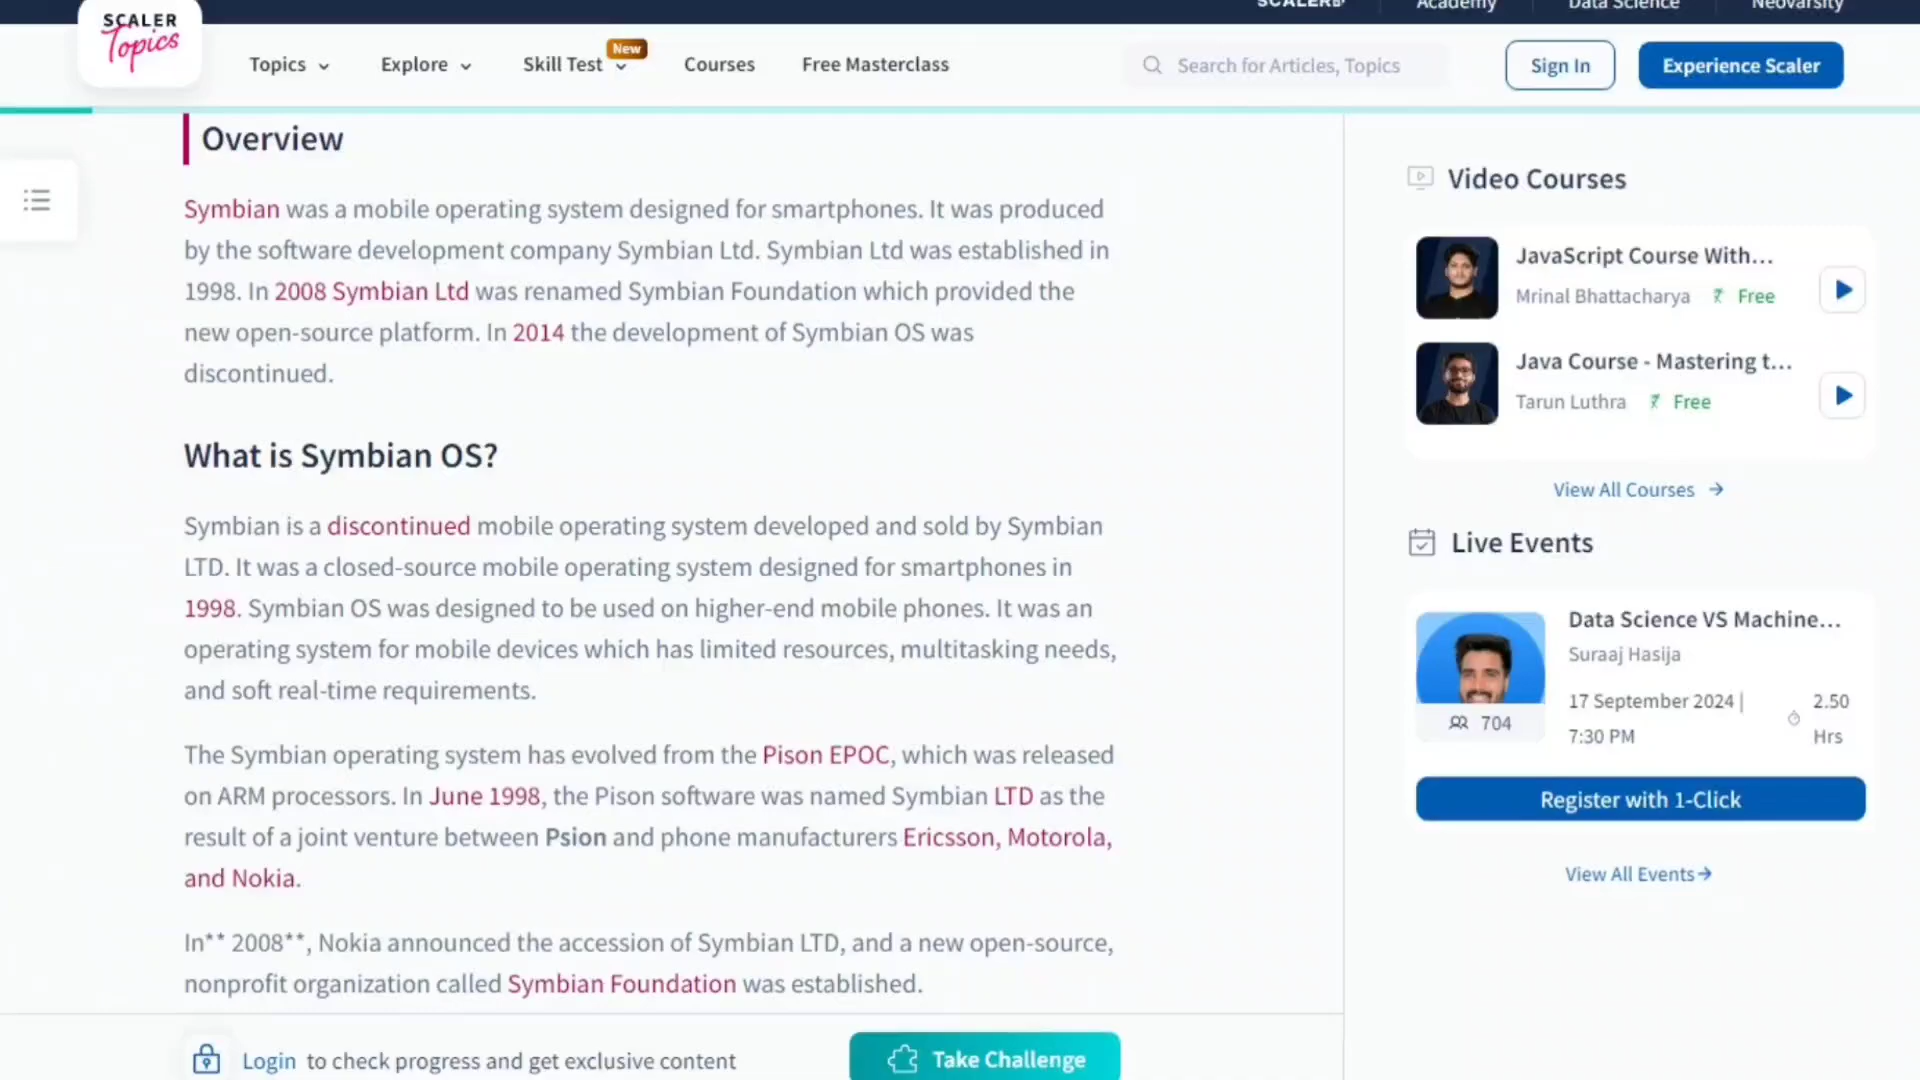 SCALER
Academy
Data Science
Neovarsity
SCALER
Topics
Topics
Explore
Skill Test
New
Courses
Free Masterclass
Search for Articles, Topics
Sign In
Experience Scaler
Overview
Symbian was a mobile operating system designed for smartphones. It was produced
by the software development company Symbian Ltd. Symbian Ltd was established in
1998. In 2008 Symbian Ltd was renamed Symbian Foundation which provided the
new open-source platform. In 2014 the development of Symbian OS was
discontinued.
What is Symbian OS?
Symbian is a discontinued mobile operating system developed and sold by Symbian
LTD. It was a closed-source mobile operating system designed for smartphones in
1998. Symbian OS was designed to be used on higher-end mobile phones. It was an
operating system for mobile devices which has limited resources, multitasking needs,
and soft real-time requirements.
The Symbian operating system has evolved from the Pison EPOC, which was released
on ARM processors. In June 1998, the Pison software was named Symbian LTD as the
result of a joint venture between Psion and phone manufacturers Ericsson, Motorola,
and Nokia.
In** 2008**, Nokia announced the accession of Symbian LTD, and a new open-source,
nonprofit organization called Symbian Foundation was established.
Login to check progress and get exclusive content
Take Challenge
Video Courses
JavaScript Course With...
Mrinal Bhattacharya Free
Java Course - Mastering t...
Tarun Luthra Free
View All Courses
Live Events
Data Science VS Machine...
Suraaj Hasija
704
17 September 2024 |
7:30 PM
2.50
Hrs
Register with 1-Click
View All Events